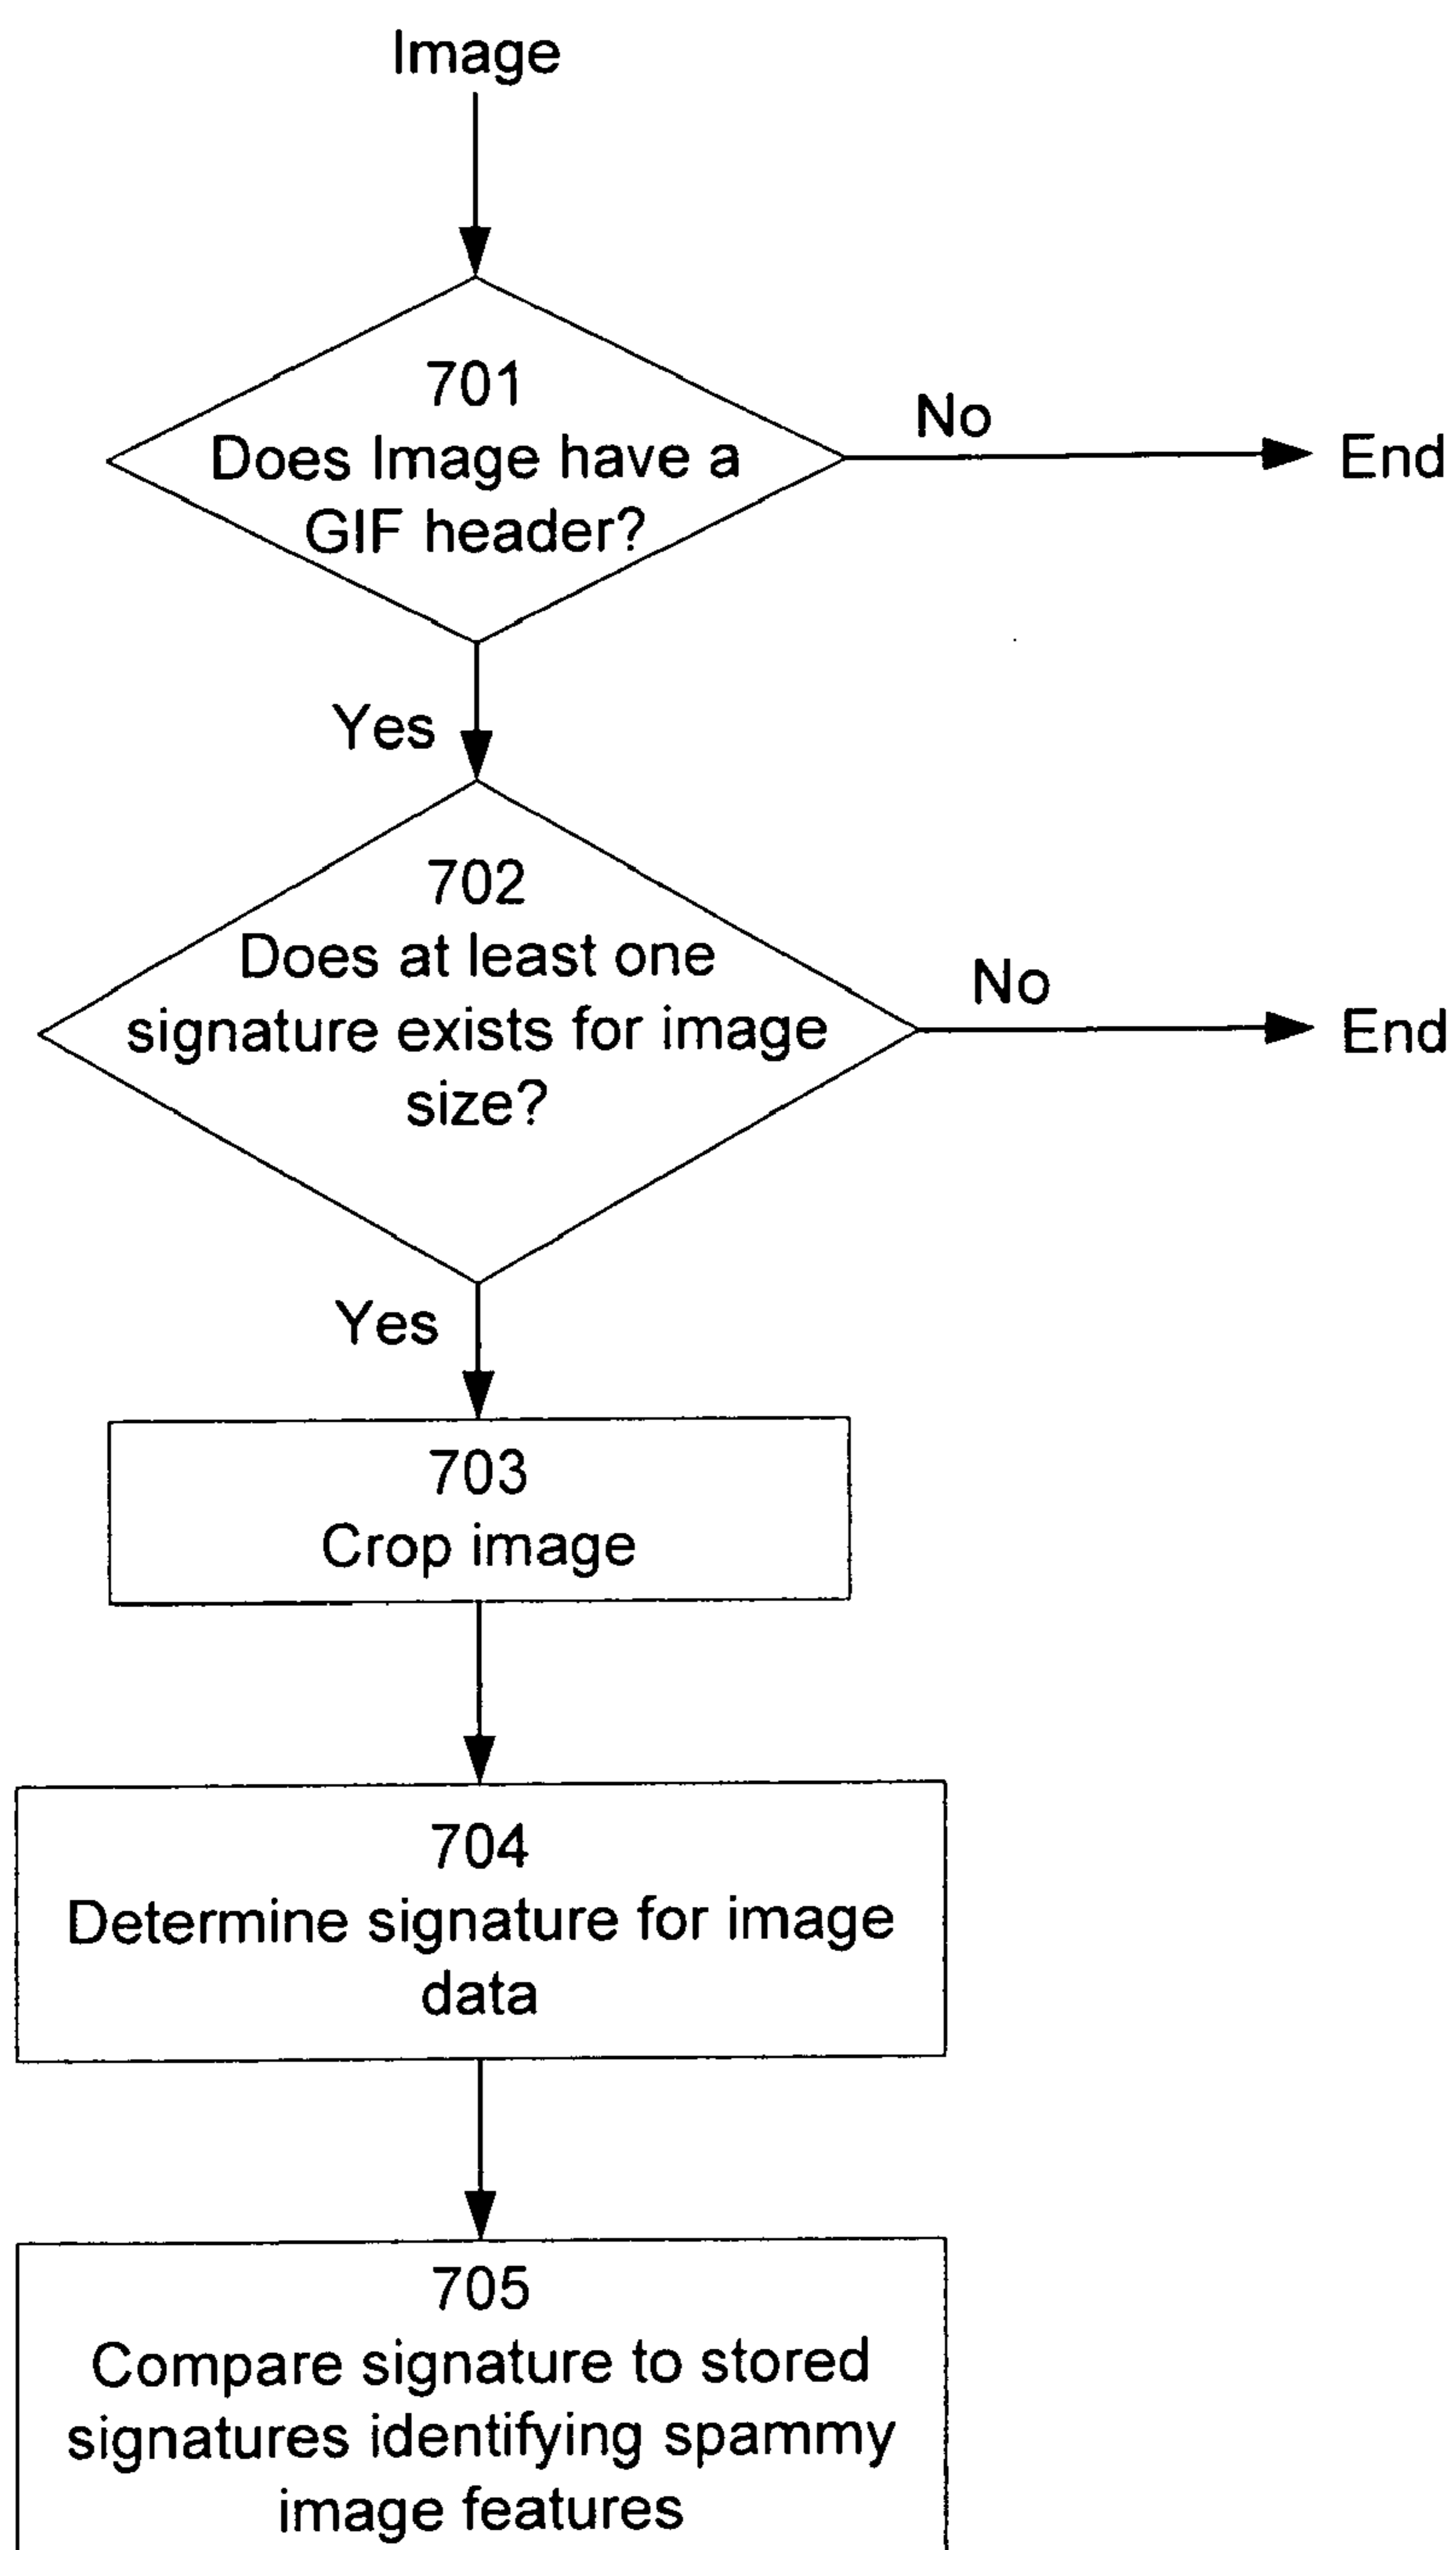 Image
701
Does Image have a
GIF header?
No
End
Yes
702
Does at least one
signature exists for image
size?
No
End
Yes
703
Crop image
704
Determine signature for image
data
705
Compare signature to stored
signatures identifying spammy
image features